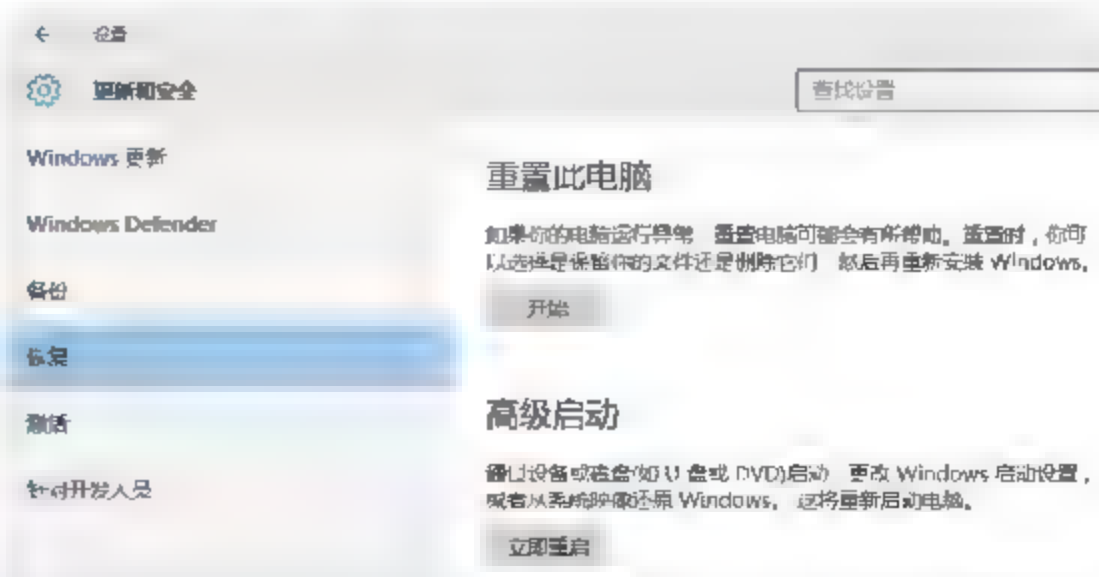 设置
更新和安全
查找设置
Windows 更新
Windows Defender
备份
恢复
激活
针对开发人员
重置此电脑
如果你的电脑运行异常，重置电脑可能会有所帮助。重置时，你可
以选择是保留你的文件还是删除它们，然后再重新安装 Windows。
开始
高级启动
通过设备或磁盘(如 U 盘或 DVD)启动，更改 Windows 启动设置，
或者从系统映像还原 Windows。 这将重新启动电脑。
立即重启